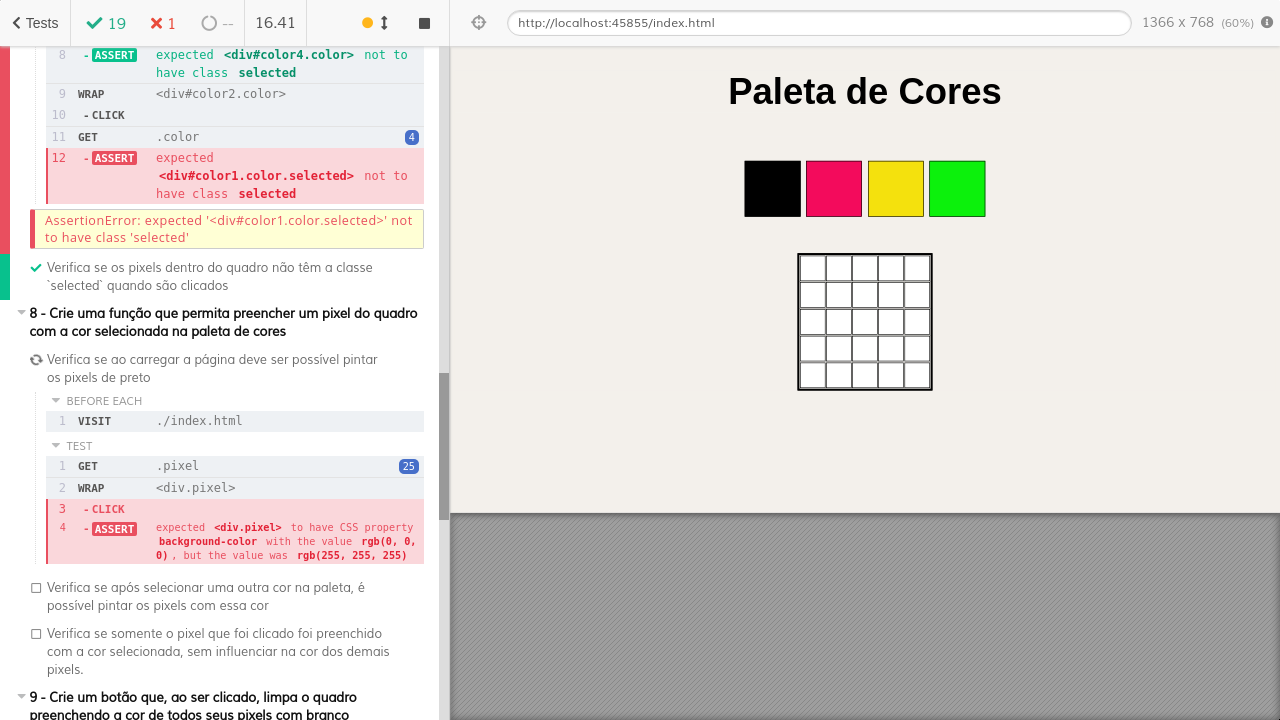 Tests 19 1 -- 16.41
http://localhost:45855/index.html 1366 x 768 (60%)
8 -ASSERT expected <div#color4.color> not to
have class selected
9 WRAP <div#color2.color>
10 -CLICK
11 GET .color 4
12 -ASSERT expected
<div#color1.color.selected> not to
have class selected
AssertionError: expected '<div#color1.color.selected>' not
to have class 'selected'
Verifica se os pixels dentro do quadro não têm a classe
`selected` quando são clicados
8 - Crie uma função que permita preencher um pixel do quadro
com a cor selecionada na paleta de cores
Verifica se ao carregar a página deve ser possível pintar
os pixels de preto
BEFORE EACH
1 VISIT ./index.html
TEST
1 GET .pixel 25
2 WRAP <div.pixel>
3 -CLICK
4 -ASSERT expected <div.pixel> to have CSS property
background-color with the value rgb(0, 0,
0), but the value was rgb(255, 255, 255)
Verifica se após selecionar uma outra cor na paleta, é
possível pintar os pixels com essa cor
Verifica se somente o pixel que foi clicado foi preenchido
com a cor selecionada, sem influenciar na cor dos demais
pixels.
9 - Crie um botão que, ao ser clicado, limpa o quadro
preenchendo a cor de todos seus pixels com branco
Paleta de Cores